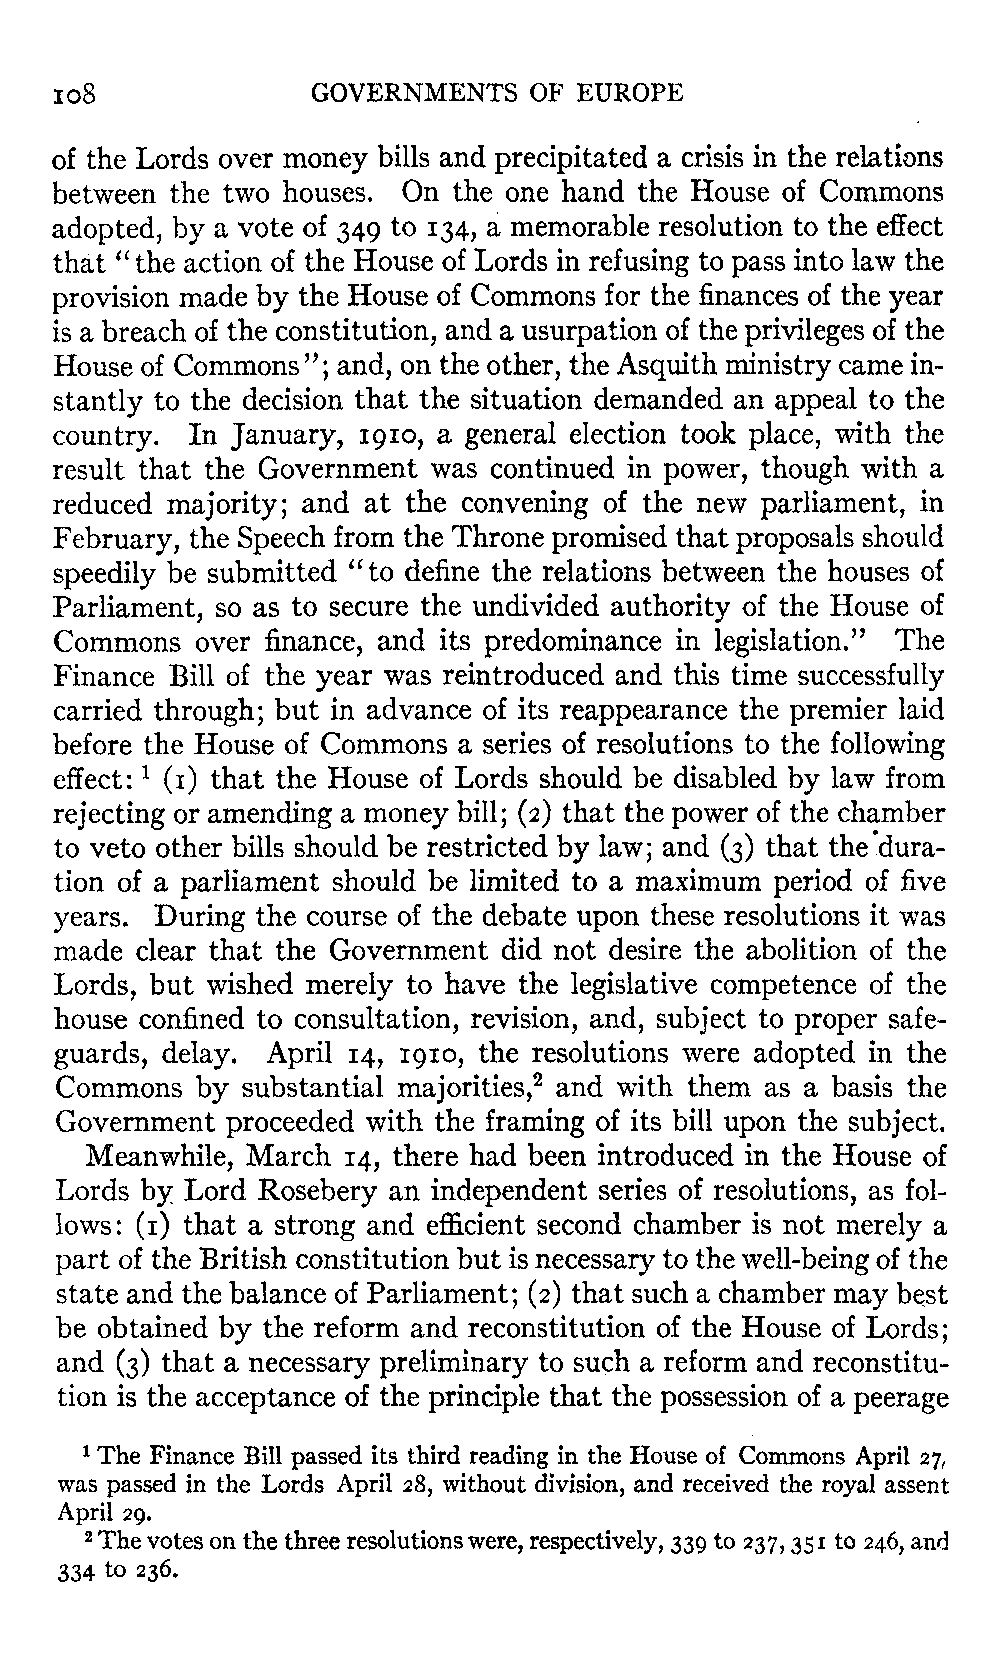 108 GOVERNMENTS OF EUROPE
of the Lords over money bills and precipitated a crisis in the relations
between the two houses. On the one hand the House of Commons
adopted, by a vote of 349 to 134, a memorable resolution to the effect
that "the action of the House of Lords in refusing to pass into law the
provision made by the House of Commons for the finances of the year
is a breach of the constitution, and a usurpation of the privileges of the
House of Commons"; and, on the other, the Asquith ministry came in-
stantly to the decision that the situation demanded an appeal to the
country. In January, 1910, a general election took place, with the
result that the Government was continued in power, though with a
reduced majority; and at the convening of the new parliament, in
February, the Speech from the Throne promised that proposals should
speedily be submitted "to define the relations between the houses of
Parliament, so as to secure the undivided authority of the House of
Commons over finance, and its predominance in legislation." The
Finance Bill of the year was reintroduced and this time successfully
carried through; but in advance of its reappearance the premier laid
before the House of Commons a series of resolutions to the following
effect: ¹ (1) that the House of Lords should be disabled by law from
rejecting or amending a money bill; (2) that the power of the chamber
to veto other bills should be restricted by law; and (3) that the dura-
tion of a parliament should be limited to a maximum period of five
years. During the course of the debate upon these resolutions it was
made clear that the Government did not desire the abolition of the
Lords, but wished merely to have the legislative competence of the
house confined to consultation, revision, and, subject to proper safe-
guards, delay. April 14, 1910, the resolutions were adopted in the
Commons by substantial majorities,² and with them as a basis the
Government proceeded with the framing of its bill upon the subject.
Meanwhile, March 14, there had been introduced in the House of
Lords by Lord Rosebery an independent series of resolutions, as fol-
lows: (1) that a strong and efficient second chamber is not merely a
part of the British constitution but is necessary to the well-being of the
state and the balance of Parliament; (2) that such a chamber may best
be obtained by the reform and reconstitution of the House of Lords;
and (3) that a necessary preliminary to such a reform and reconstitu-
tion is the acceptance of the principle that the possession of a peerage
¹ The Finance Bill passed its third reading in the House of Commons April 27,
was passed in the Lords April 28, without division, and received the royal assent
April 29.
² The votes on the three resolutions were, respectively, 339 to 237, 351 to 246, and
334 to 236.